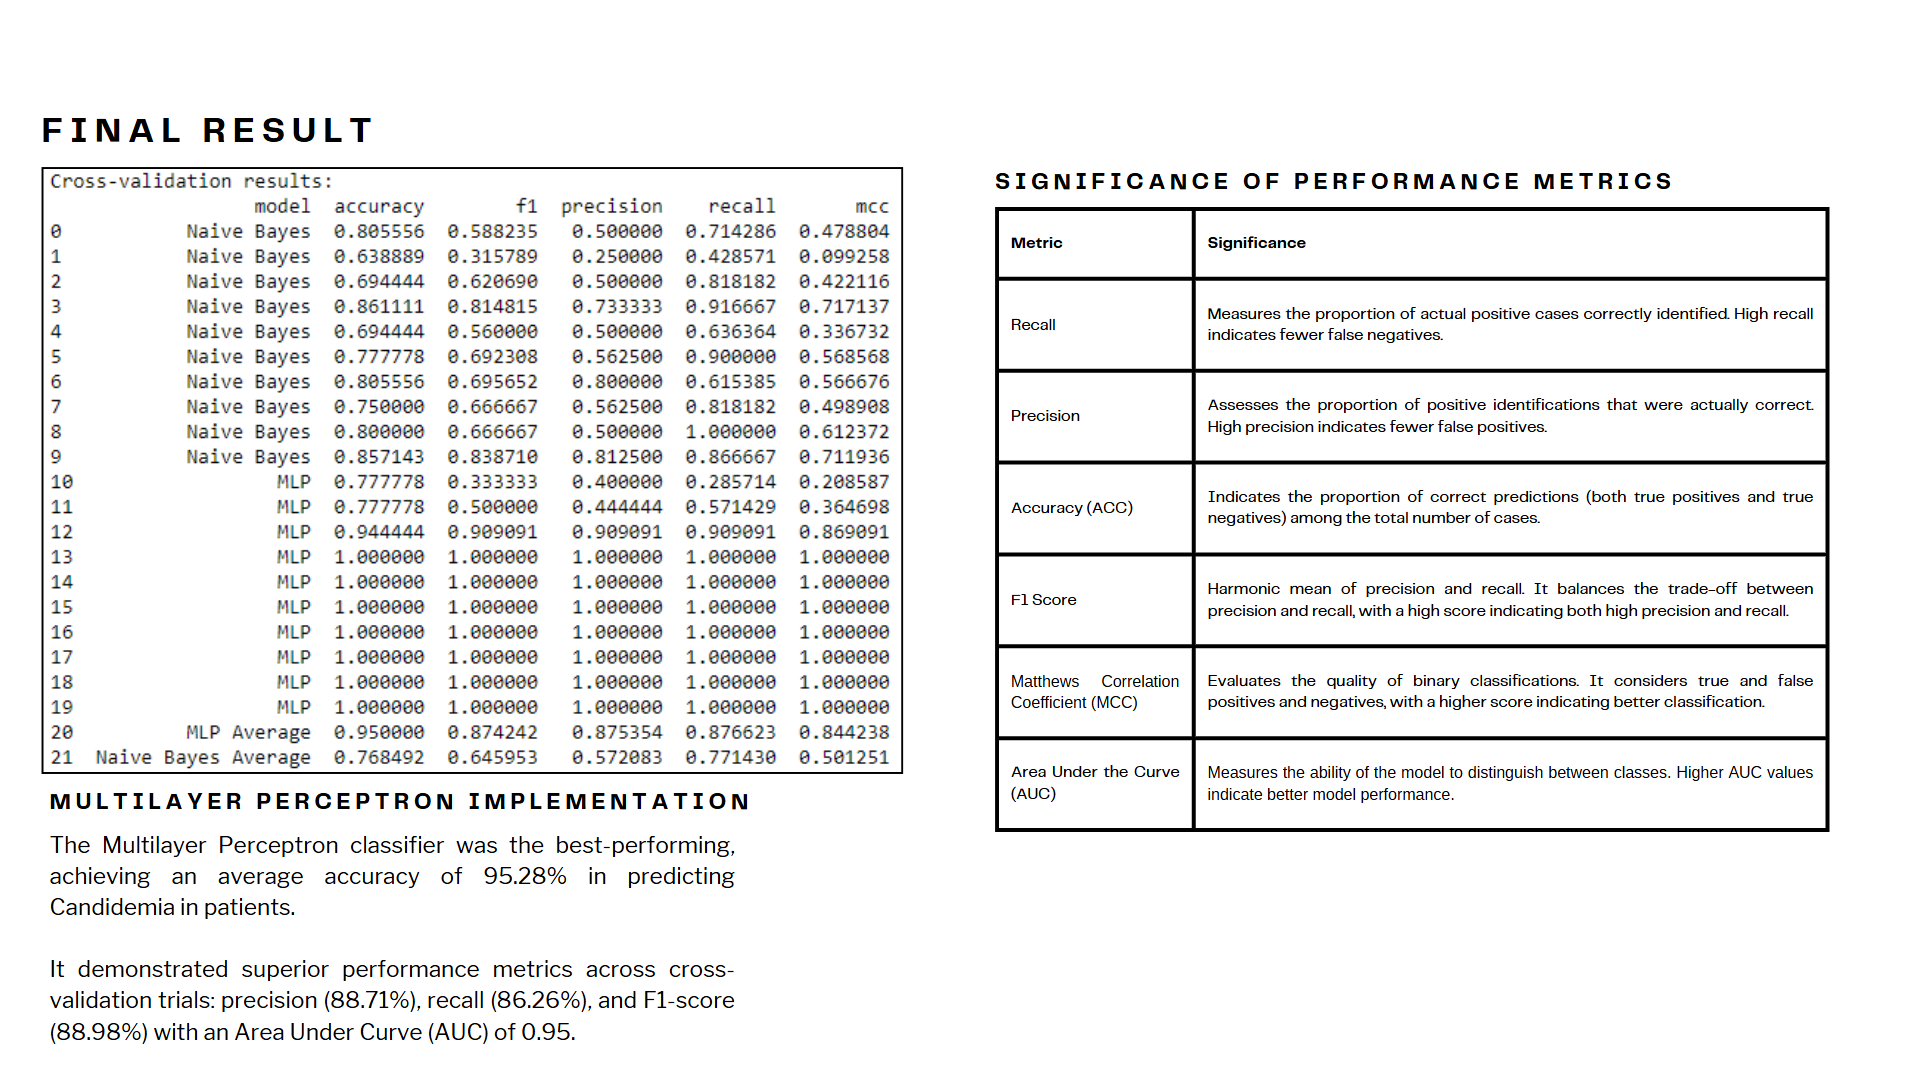 FINAL RESULT
Cross-validation results:
model accuracy f1 precision recall mcc
0 Naive Bayes 0.805556 0.588235 0.500000 0.714286 0.478804
1 Naive Bayes 0.638889 0.315789 0.250000 0.428571 0.099258
2 Naive Bayes 0.694444 0.620690 0.500000 0.818182 0.422116
3 Naive Bayes 0.861111 0.814815 0.733333 0.916667 0.717137
4 Naive Bayes 0.694444 0.560000 0.500000 0.636364 0.336732
5 Naive Bayes 0.777778 0.692308 0.562500 0.900000 0.568568
6 Naive Bayes 0.805556 0.695652 0.800000 0.615385 0.566676
7 Naive Bayes 0.750000 0.666667 0.562500 0.818182 0.498908
8 Naive Bayes 0.800000 0.666667 0.500000 1.000000 0.612372
9 Naive Bayes 0.857143 0.838710 0.812500 0.866667 0.711936
10 MLP 0.777778 0.333333 0.400000 0.285714 0.208587
11 MLP 0.777778 0.500000 0.444444 0.571429 0.364698
12 MLP 0.944444 0.909091 0.909091 0.909091 0.869091
13 MLP 1.000000 1.000000 1.000000 1.000000 1.000000
14 MLP 1.000000 1.000000 1.000000 1.000000 1.000000
15 MLP 1.000000 1.000000 1.000000 1.000000 1.000000
16 MLP 1.000000 1.000000 1.000000 1.000000 1.000000
17 MLP 1.000000 1.000000 1.000000 1.000000 1.000000
18 MLP 1.000000 1.000000 1.000000 1.000000 1.000000
19 MLP 1.000000 1.000000 1.000000 1.000000 1.000000
20 MLP Average 0.950000 0.874242 0.875354 0.876623 0.844238
21 Naive Bayes Average 0.768492 0.645953 0.572083 0.771430 0.501251
MULTILAYER PERCEPTRON IMPLEMENTATION
The Multilayer Perceptron classifier was the best-performing,
achieving an average accuracy of 95.28% in predicting
Candidemia in patients.
It demonstrated superior performance metrics across cross-
validation trials: precision (88.71%), recall (86.26%), and F1-score
(88.98%) with an Area Under Curve (AUC) of 0.95.
SIGNIFICANCE OF PERFORMANCE METRICS
Metric
Significance
Recall
Measures the proportion of actual positive cases correctly identified. High recall
indicates fewer false negatives.
Precision
Assesses the proportion of positive identifications that were actually correct.
High precision indicates fewer false positives.
Accuracy (ACC)
Indicates the proportion of correct predictions (both true positives and true
negatives) among the total number of cases.
F1 Score
Harmonic mean of precision and recall. It balances the trade-off between
precision and recall, with a high score indicating both high precision and recall.
Matthews Correlation
Coefficient (MCC)
Evaluates the quality of binary classifications. It considers true and false
positives and negatives, with a higher score indicating better classification.
Area Under the Curve
(AUC)
Measures the ability of the model to distinguish between classes. Higher AUC values
indicate better model performance.